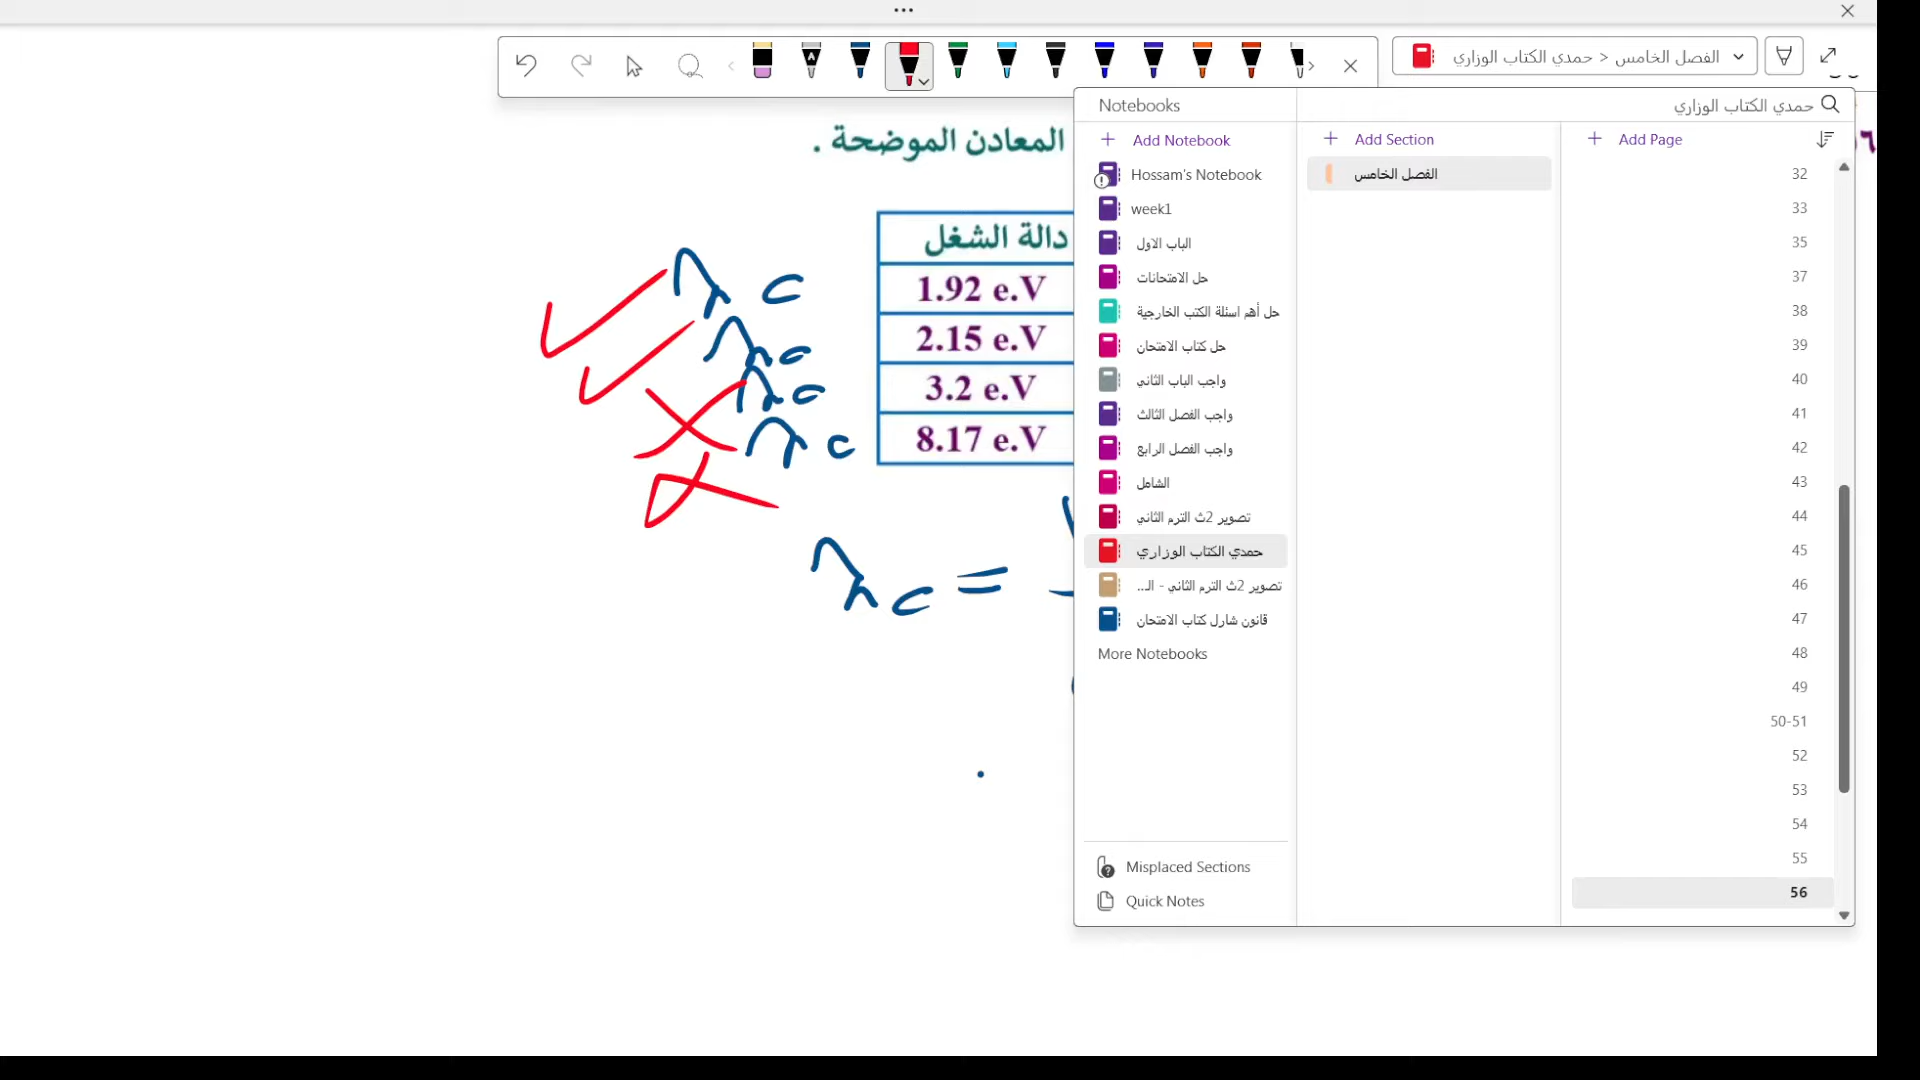 الفصل الخامس < حمدي الكتاب الوزاري
Notebooks
حمدي الكتاب الوزاري
Add Notebook
Add Section
Add Page
Hossam's Notebook
week1
الباب الاول
حل الامتحانات
حل أهم اسئلة الكتب الخارجية
حل كتاب الامتحان
واجب الباب الثاني
واجب الفصل الثالث
واجب الفصل الرابع
الشامل
تصوير 2ث الترم الثاني
حمدي الكتاب الوزاري
تصوير 2ث الترم الثاني - الـ...
قانون شارل كتاب الامتحان
More Notebooks
Misplaced Sections
Quick Notes
الفصل الخامس
32
33
35
37
38
39
40
41
42
43
44
45
46
47
48
49
50-51
52
53
54
55
56
المعادن الموضحة .
دالة الشغل
1.92 e.V
2.15 e.V
3.2 e.V
8.17 e.V
λc
λc
λc
λc
λc =